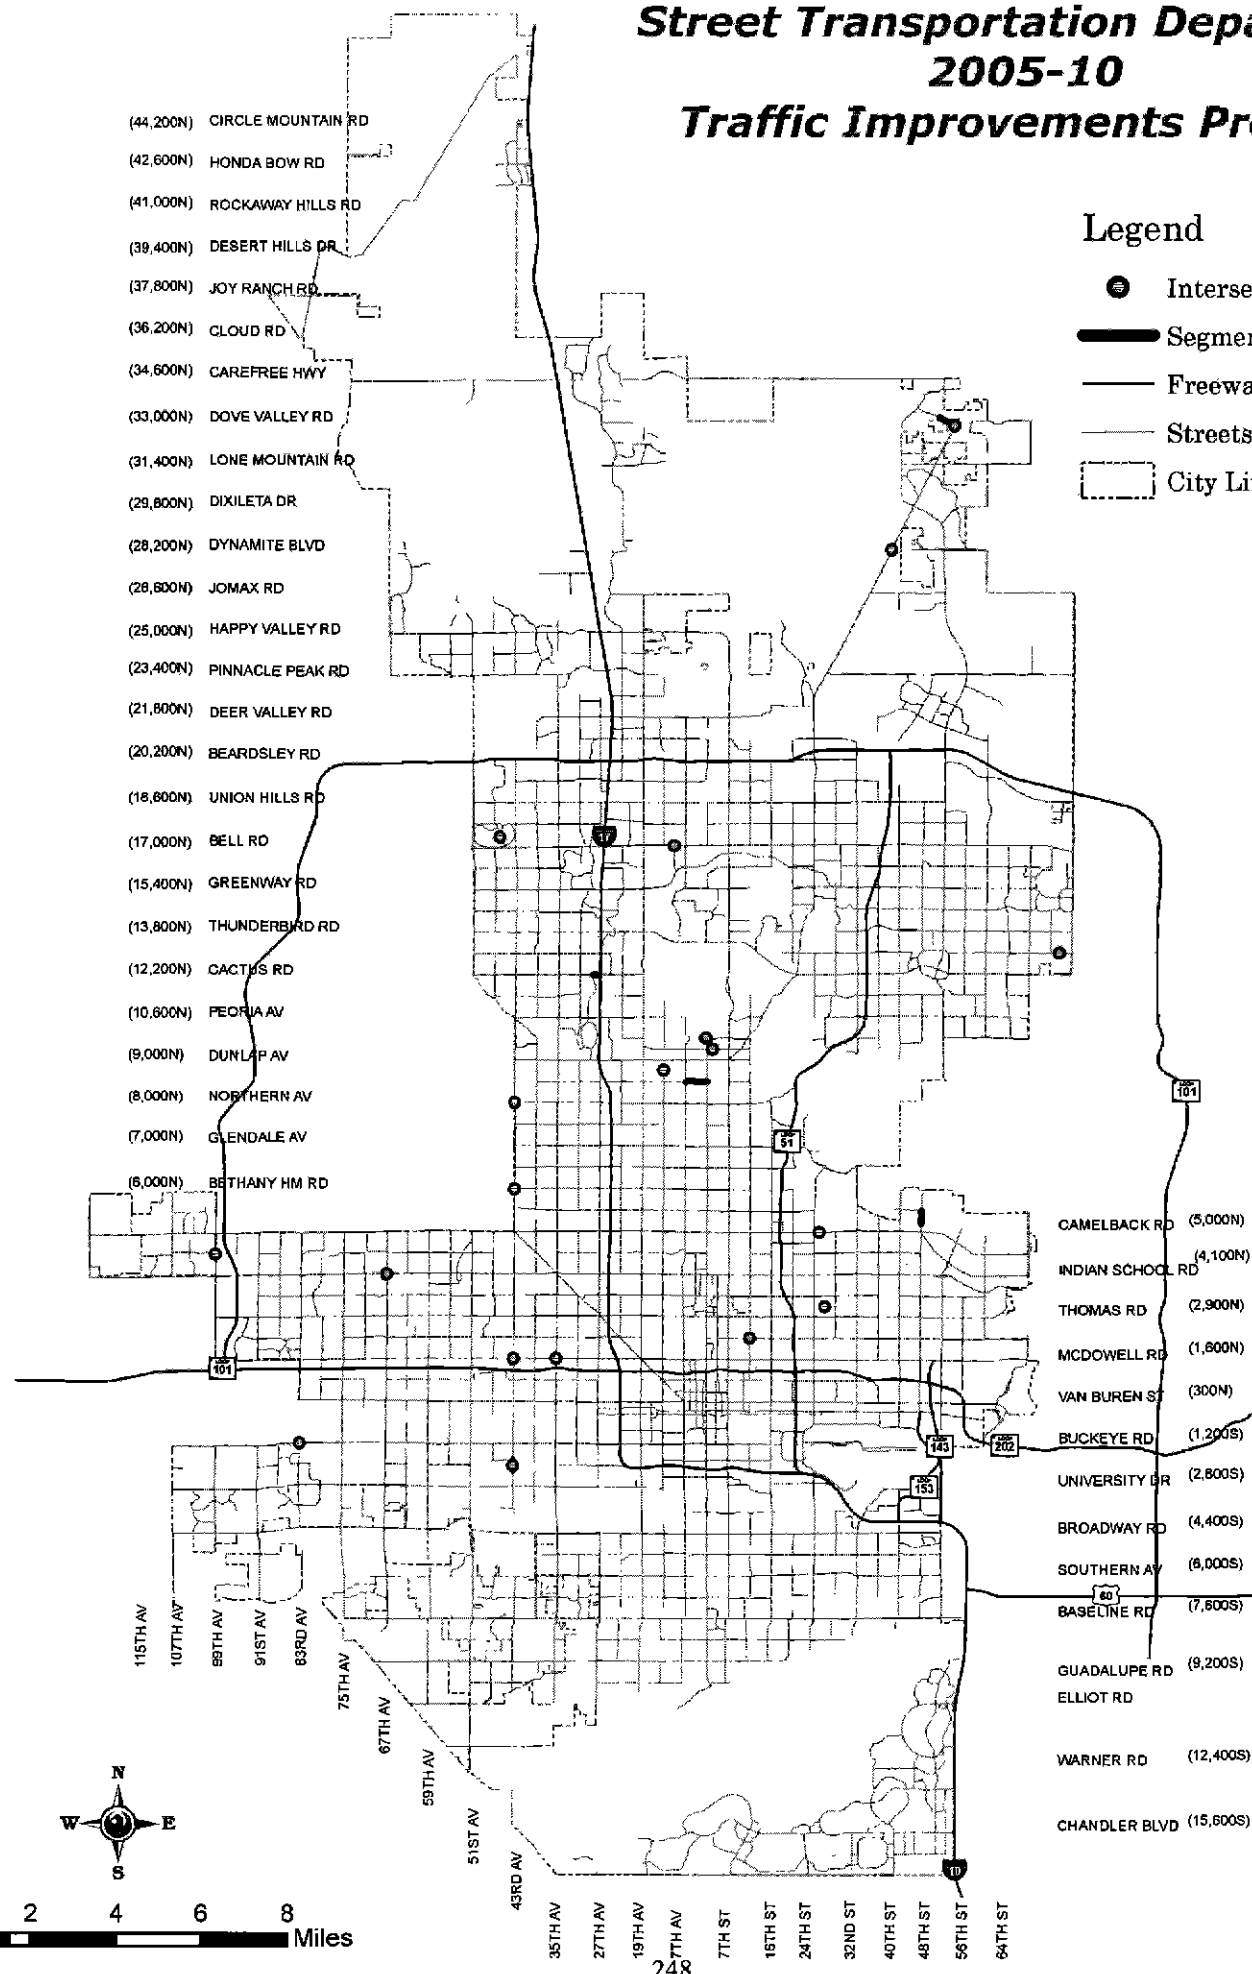 Street Transportation Depa
2005-10
Traffic Improvements Pro
Legend
Interse
Segmen
Freewa
Streets
City Li
(44,200N) CIRCLE MOUNTAIN RD
(42,600N) HONDA BOW RD
(41,000N) ROCKAWAY HILLS RD
(39,400N) DESERT HILLS DR
(37,800N) JOY RANCH RD
(36,200N) CLOUD RD
(34,600N) CAREFREE HWY
(33,000N) DOVE VALLEY RD
(31,400N) LONE MOUNTAIN RD
(29,800N) DIXILETA DR
(28,200N) DYNAMITE BLVD
(26,600N) JOMAX RD
(25,000N) HAPPY VALLEY RD
(23,400N) PINNACLE PEAK RD
(21,800N) DEER VALLEY RD
(20,200N) BEARDSLEY RD
(18,600N) UNION HILLS RD
(17,000N) BELL RD
(15,400N) GREENWAY RD
(13,800N) THUNDERBIRD RD
(12,200N) CACTUS RD
(10,600N) PEORIA AV
(9,000N) DUNLAP AV
(8,000N) NORTHERN AV
(7,000N) GLENDALE AV
(6,000N) BETHANY HM RD
17
101
51
CAMELBACK RD (5,000N)
INDIAN SCHOOL RD (4,100N)
THOMAS RD (2,900N)
MCDOWELL RD (1,600N)
VAN BUREN ST (300N)
BUCKEYE RD (1,200S)
UNIVERSITY DR (2,800S)
BROADWAY RD (4,400S)
SOUTHERN AV (6,000S)
BASELINE RD (7,600S)
GUADALUPE RD (9,200S)
ELLIOT RD
WARNER RD (12,400S)
CHANDLER BLVD (15,600S)
101
143
202
153
60
10
115TH AV
107TH AV
99TH AV
91ST AV
83RD AV
75TH AV
67TH AV
59TH AV
51ST AV
43RD AV
35TH AV
27TH AV
19TH AV
7TH AV
7TH ST
16TH ST
24TH ST
32ND ST
40TH ST
48TH ST
56TH ST
64TH ST
N
W E
S
2 4 6 8
Miles
248